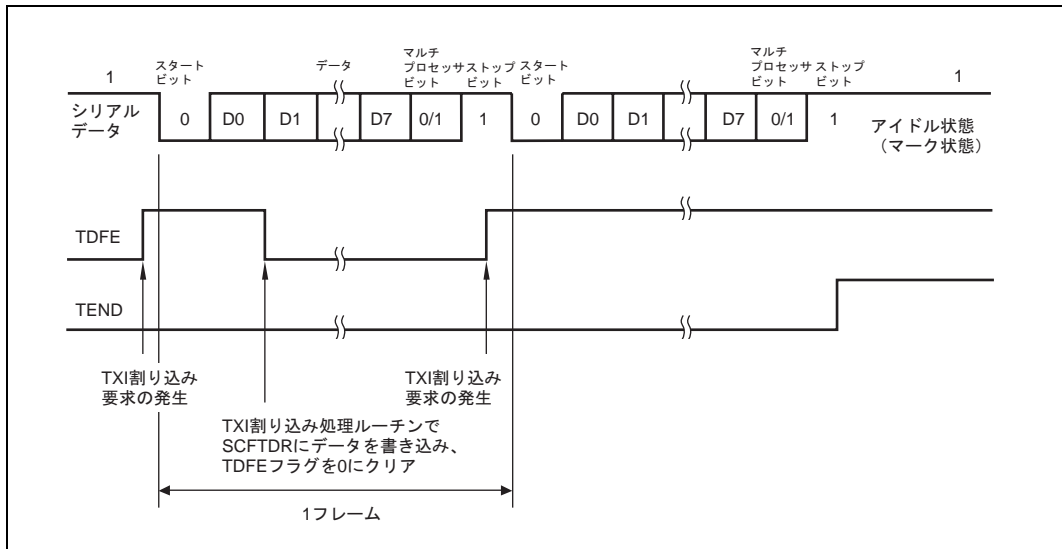 1
スタート
ビット
データ
マルチ
プロセッサ
ビット
ストップ
ビット
スタート
ビット
マルチ
プロセッサ
ビット
ストップ
ビット
1
シリアル
データ
0 D0 D1 D7 0/1 1 0 D0 D1 D7 0/1 1
アイドル状態
(マーク状態)
TDFE
TEND
TXI割り込み
要求の発生
TXI割り込み
要求の発生
TXI割り込み処理ルーチンで
SCFTDRにデータを書き込み、
TDFEフラグを0にクリア
1フレーム